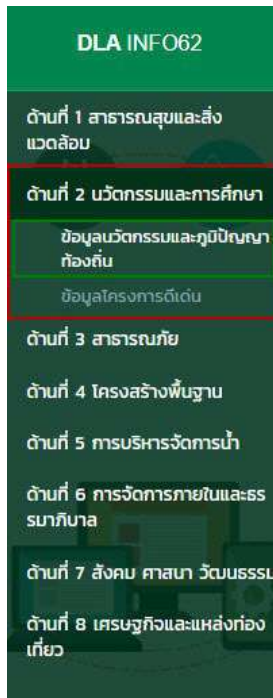 DLA INFO62
ด้านที่ 1 สาธารณสุขและสิ่ง
แวดล้อม
ด้านที่ 2 นวัตกรรมและการศึกษา
ข้อมูลนวัตกรรมและภูมิปัญญา
ท้องถิ่น
ข้อมูลโครงการดีเด่น
ด้านที่ 3 สาธารณภัย
ด้านที่ 4 โครงสร้างพื้นฐาน
ด้านที่ 5 การบริหารจัดการน้ำ
ด้านที่ 6 การจัดการภายในและธร
รมาภิบาล
ด้านที่ 7 สังคม ศาสนา วัฒนธรรม
ด้านที่ 8 เศรษฐกิจและแหล่งท่อง
เที่ยว